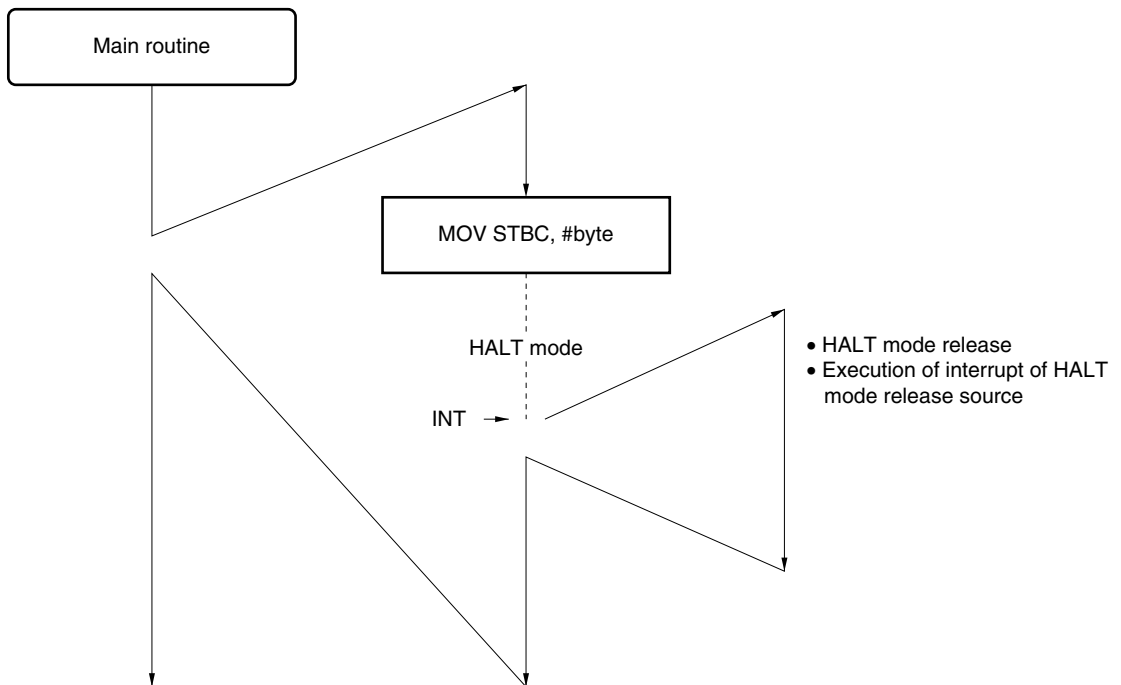 Main routine
MOV STBC, #byte
HALT mode
• HALT mode release
• Execution of interrupt of HALT
mode release source
INT